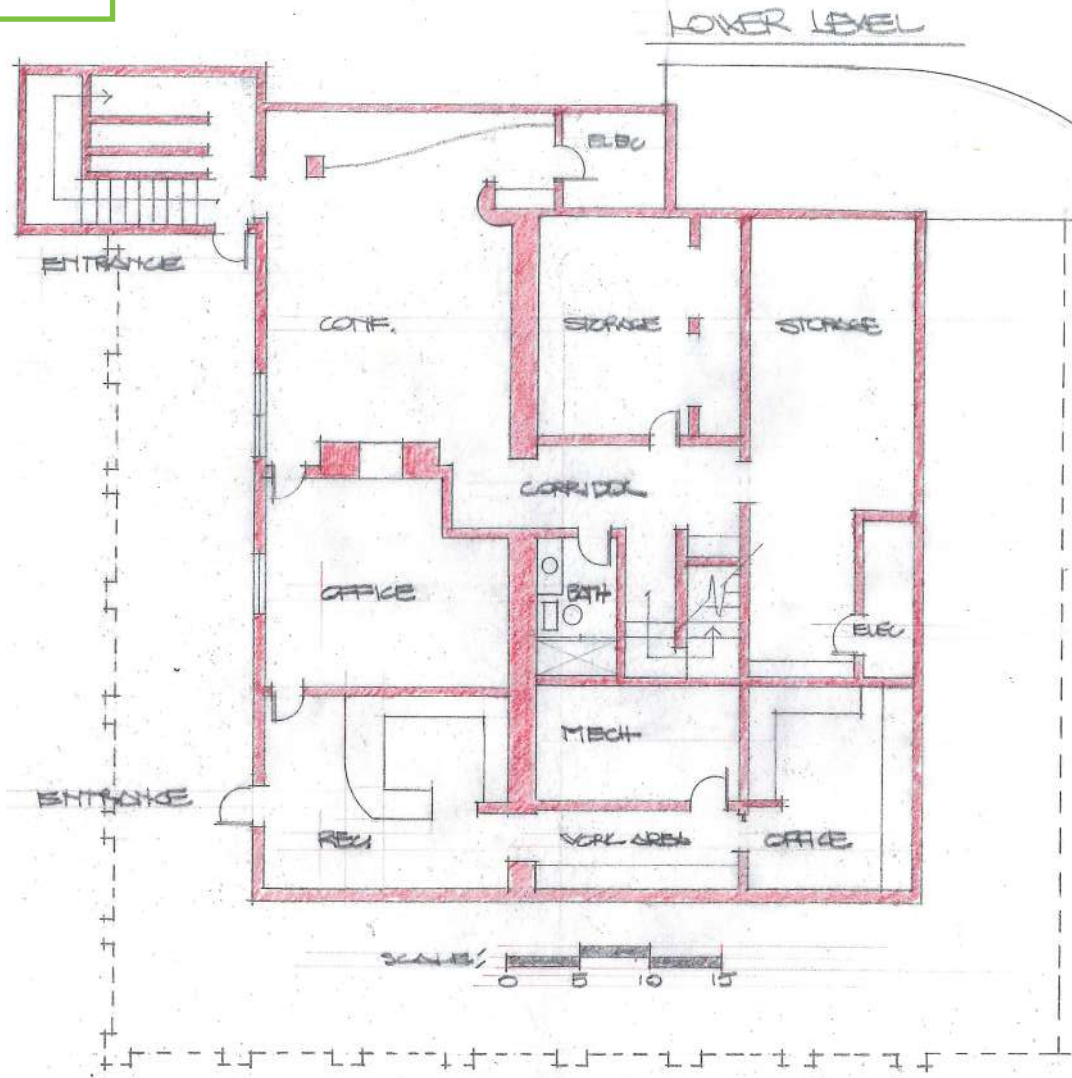 LOWER LEVEL
ELEC
ENTRANCE
CONF.
STORAGE
STORAGE
CORRIDOR
OFFICE
BATH
ELEC
MECH
ENTRANCE
REC.
WORK AREA
OFFICE
SCALE:
0 5 10 15